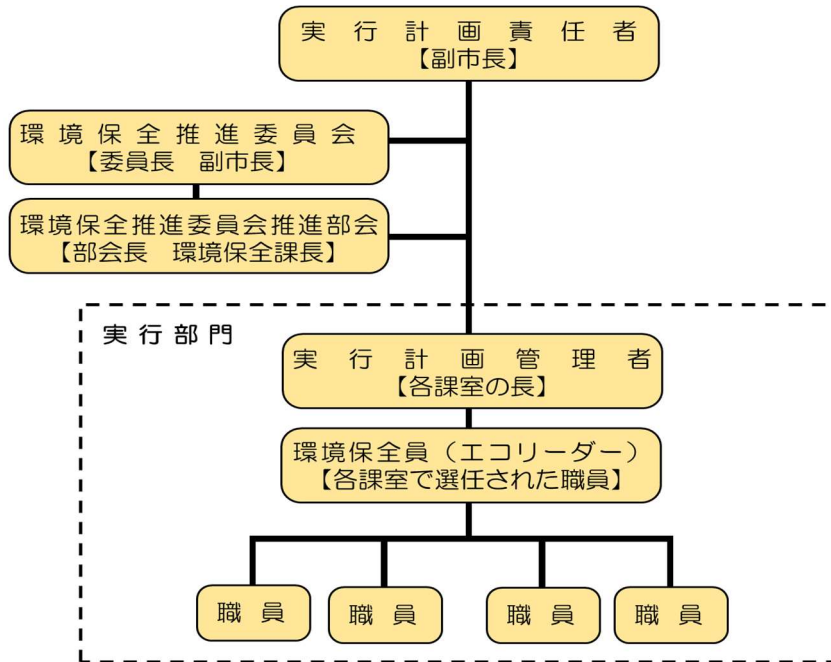 実行計画責任者
【副市長】
環境保全推進委員会
【委員長　副市長】
環境保全推進委員会推進部会
【部会長　環境保全課長】
実行部門
実行計画管理者
【各課室の長】
環境保全員（エコリーダー）
【各課室で選任された職員】
職員
職員
職員
職員